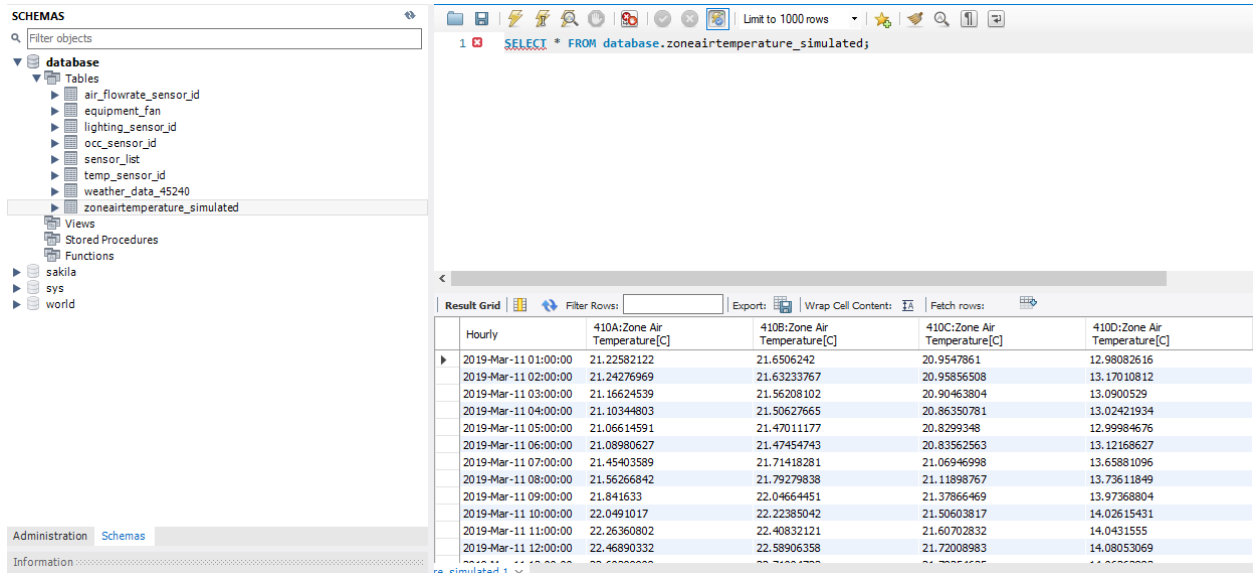 SCHEMAS
Filter objects
database
Tables
air_flowrate_sensor_id
equipment_fan
lighting_sensor_id
occ_sensor_id
sensor_list
temp_sensor_id
weather_data_45240
zoneairtemperature_simulated
Views
Stored Procedures
Functions
sakila
sys
world
Administration Schemas
Information
Limit to 1000 rows
1 SELECT * FROM database.zoneairtemperature_simulated;
Result Grid Filter Rows: Export: Wrap Cell Content: Fetch rows:
Hourly 410A:Zone Air Temperature[C] 410B:Zone Air Temperature[C] 410C:Zone Air Temperature[C] 410D:Zone Air Temperature[C]
2019-Mar-11 01:00:00 21.22582122 21.6506242 20.9547861 12.98082616
2019-Mar-11 02:00:00 21.24276969 21.63233767 20.95856508 13.17010812
2019-Mar-11 03:00:00 21.16624539 21.56208102 20.90463804 13.0900529
2019-Mar-11 04:00:00 21.10344803 21.50627665 20.86350781 13.02421934
2019-Mar-11 05:00:00 21.06614591 21.47011177 20.8299348 12.99984676
2019-Mar-11 06:00:00 21.08980627 21.47454743 20.83562563 13.12168627
2019-Mar-11 07:00:00 21.45403589 21.71418281 21.06946998 13.65881096
2019-Mar-11 08:00:00 21.56266842 21.79279838 21.11898767 13.73611849
2019-Mar-11 09:00:00 21.841633 22.04664451 21.37866469 13.97368804
2019-Mar-11 10:00:00 22.0491017 22.22385042 21.50603817 14.02615431
2019-Mar-11 11:00:00 22.26360802 22.40832121 21.60702832 14.0431555
2019-Mar-11 12:00:00 22.46890332 22.58906358 21.72008983 14.08053069